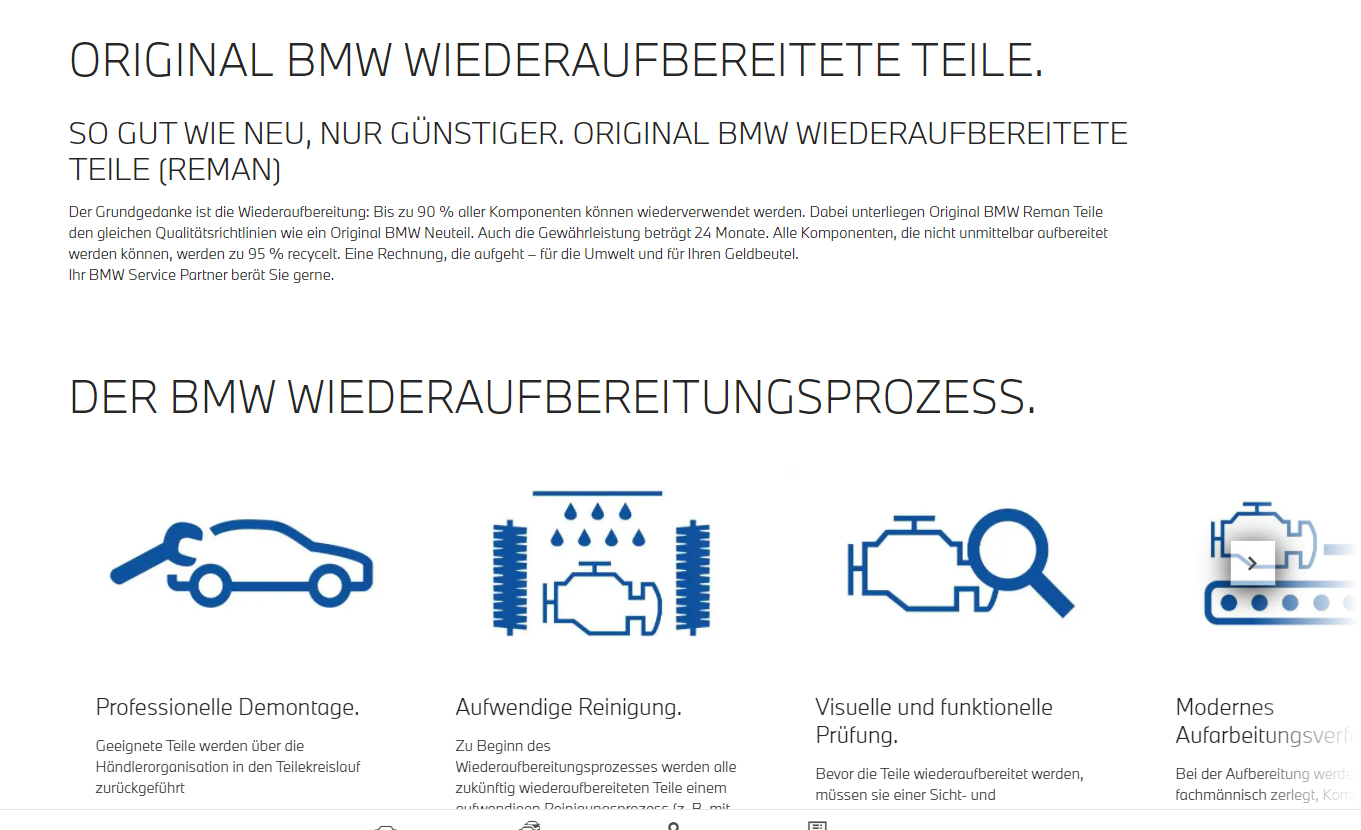 ORIGINAL BMW WIEDERAUFBEREITETE TEILE.
SO GUT WIE NEU, NUR GÜNSTIGER. ORIGINAL BMW WIEDERAUFBEREITETE
TEILE (REMAN)
Der Grundgedanke ist die Wiederaufbereitung: Bis zu 90 % aller Komponenten können wiederverwendet werden. Dabei unterliegen Original BMW Reman Teile
den gleichen Qualitätsrichtlinien wie ein Original BMW Neuteil. Auch die Gewährleistung beträgt 24 Monate. Alle Komponenten, die nicht unmittelbar aufbereitet
werden können, werden zu 95 % recycelt. Eine Rechnung, die aufgeht – für die Umwelt und für Ihren Geldbeutel.
Ihr BMW Service Partner berät Sie gerne.
DER BMW WIEDERAUFBEREITUNGSPROZESS.
Professionelle Demontage.
Geeignete Teile werden über die
Händlerorganisation in den Teilekreislauf
zurückgeführt
Aufwendige Reinigung.
Zu Beginn des
Wiederaufbereitungsprozesses werden alle
zukünftig wiederaufbereiteten Teile einem
aufwendigen Reinigungsprozess (z. B. mit
Visuelle und funktionelle
Prüfung.
Bevor die Teile wiederaufbereitet werden,
müssen sie einer Sicht- und
Modernes
Bei der Aufbereitung
fachmännisch zerlegt,